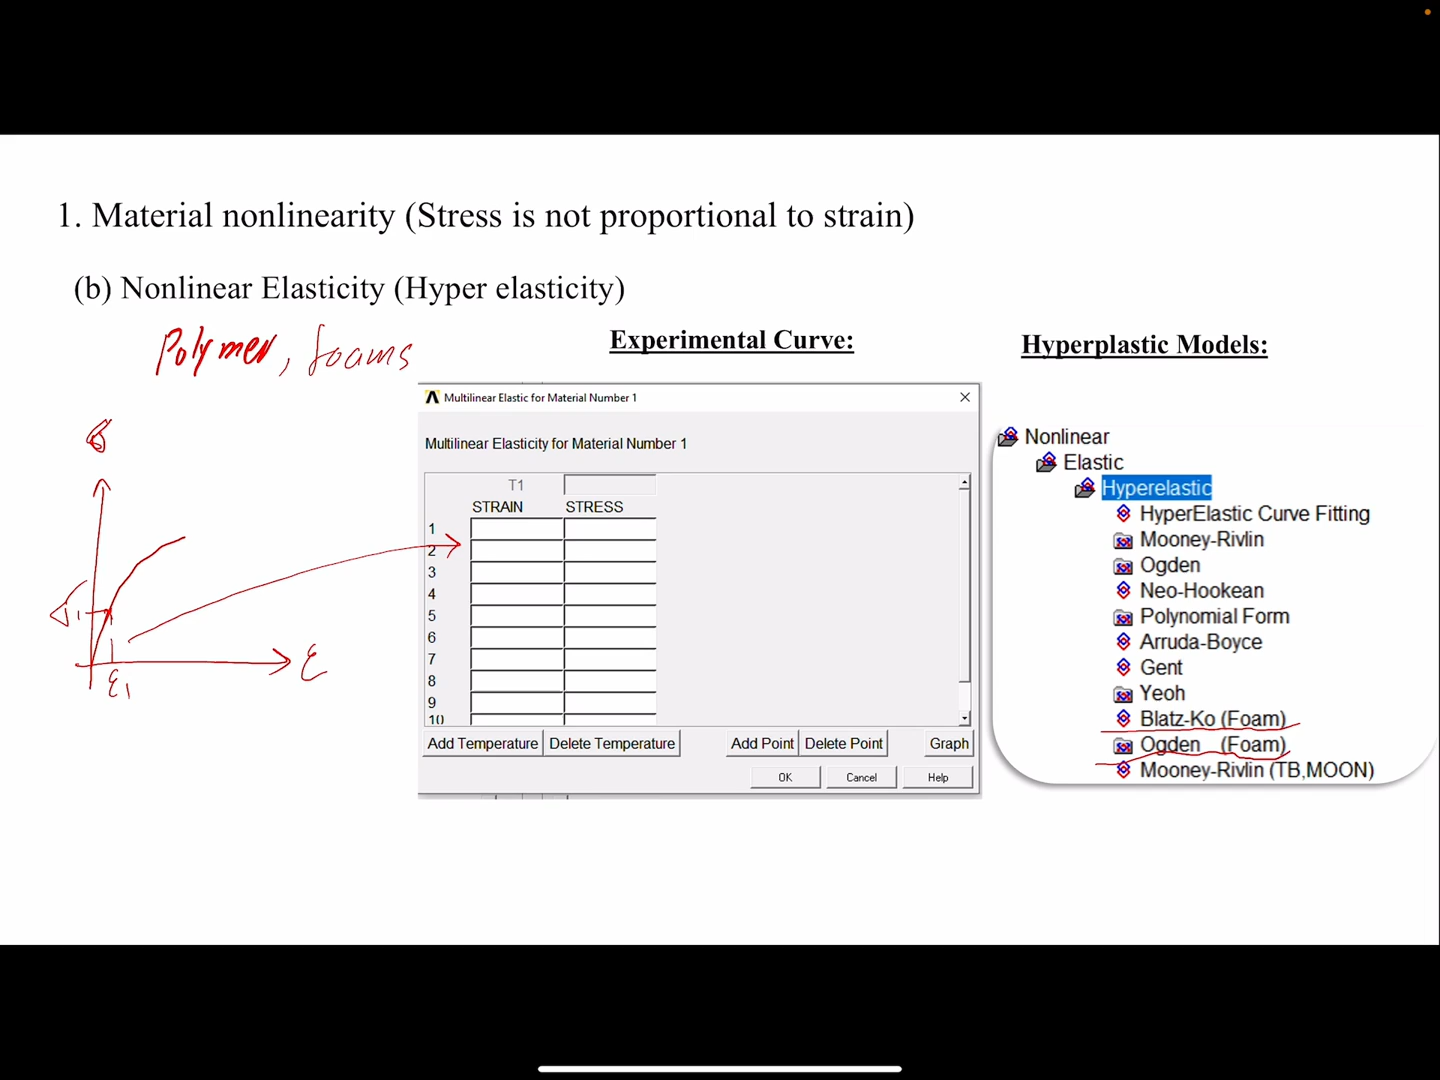 1. Material nonlinearity (Stress is not proportional to strain)
(b) Nonlinear Elasticity (Hyper elasticity)
Polymer, foams
σ
σ1
ε1
ε
Experimental Curve:
Multilinear Elastic for Material Number 1
Multilinear Elasticity for Material Number 1
T1
STRAIN STRESS
1
2
3
4
5
6
7
8
9
10
Add Temperature Delete Temperature Add Point Delete Point Graph
OK Cancel Help
Hyperplastic Models:
Nonlinear
Elastic
Hyperelastic
HyperElastic Curve Fitting
Mooney-Rivlin
Ogden
Neo-Hookean
Polynomial Form
Arruda-Boyce
Gent
Yeoh
Blatz-Ko (Foam)
Ogden (Foam)
Mooney-Rivlin (TB,MOON)